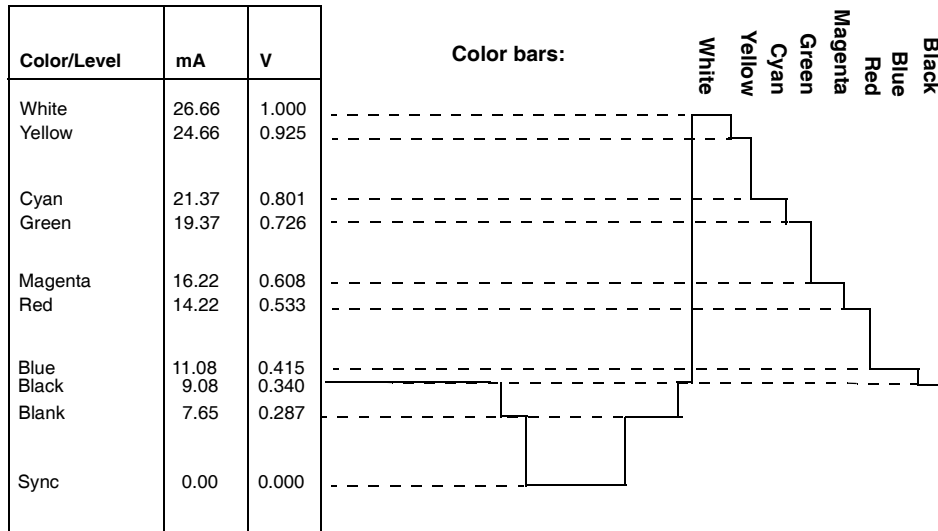 Color/Level mA V
White 26.66 1.000
Yellow 24.66 0.925
Cyan 21.37 0.801
Green 19.37 0.726
Magenta 16.22 0.608
Red 14.22 0.533
Blue 11.08 0.415
Black 9.08 0.340
Blank 7.65 0.287
Sync 0.00 0.000
Color bars:
White
Yellow
Cyan
Green
Magenta
Red
Blue
Black